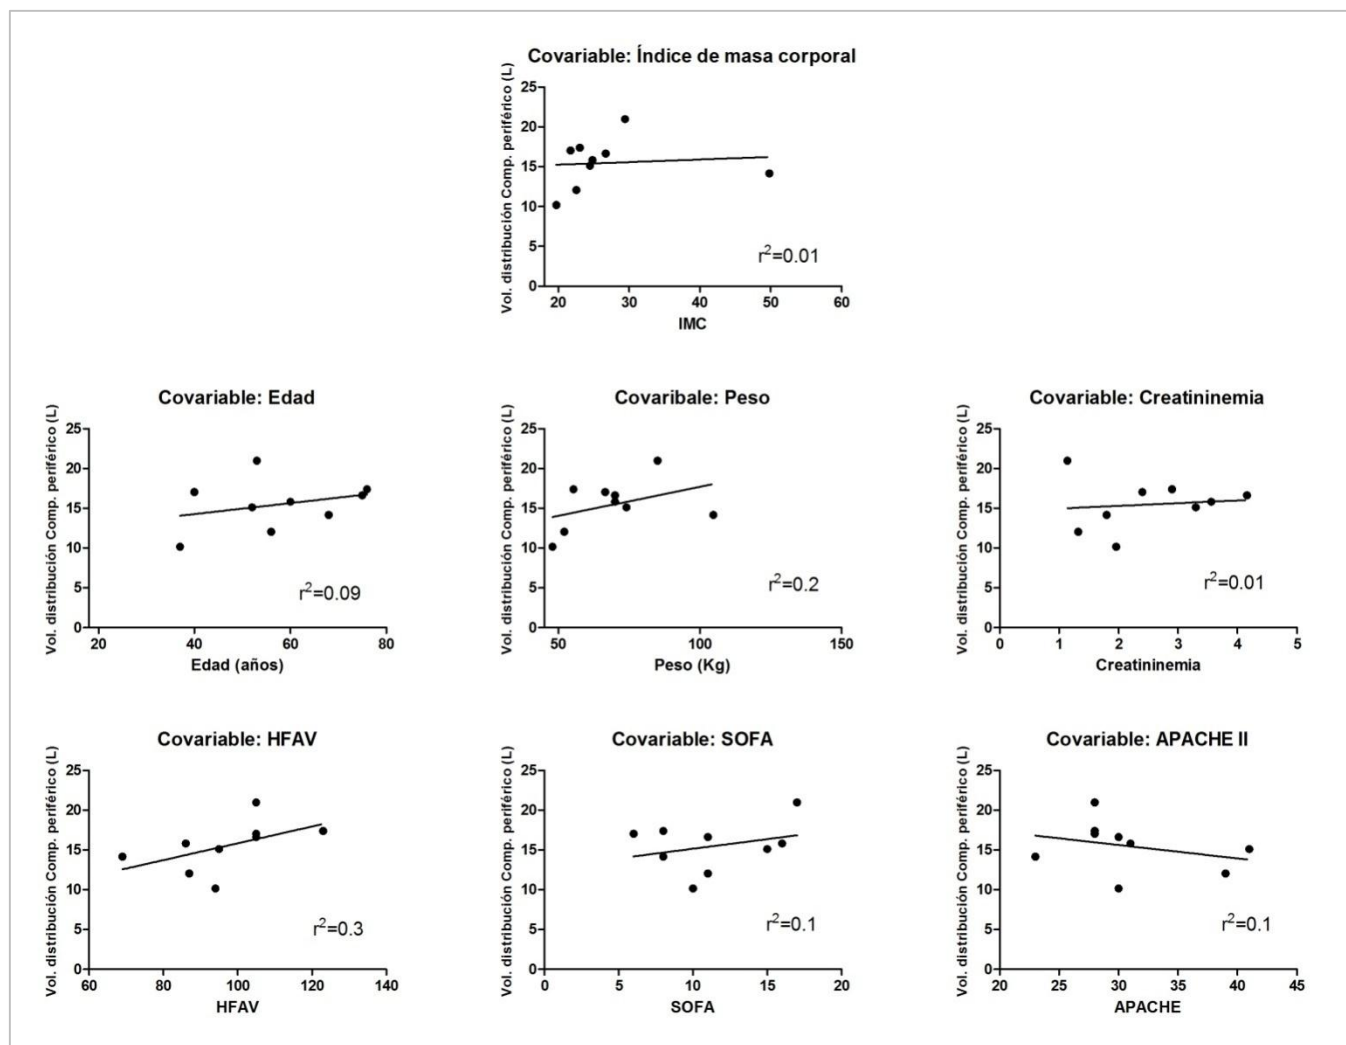 Covariable: Índice de masa corporal
Vol. distribución Comp. periférico (L)
25
20
15
10
5
0
r²=0.01
20 30 40 50 60
IMC
Covariable: Edad
Vol. distribución Comp. periférico (L)
25
20
15
10
5
0
r²=0.09
20 40 60 80
Edad (años)
Covaribale: Peso
Vol. distribución Comp. periférico (L)
25
20
15
10
5
0
r²=0.2
50 100 150
Peso (Kg)
Covariable: Creatininemia
Vol. distribución Comp. periférico (L)
25
20
15
10
5
0
r²=0.01
0 1 2 3 4 5
Creatininemia
Covariable: HFAV
Vol. distribución Comp. periférico (L)
25
20
15
10
5
0
r²=0.3
60 80 100 120 140
HFAV
Covariable: SOFA
Vol. distribución Comp. periférico (L)
25
20
15
10
5
0
r²=0.1
0 5 10 15 20
SOFA
Covariable: APACHE II
Vol. distribución Comp. periférico (L)
25
20
15
10
5
0
r²=0.1
20 25 30 35 40 45
APACHE